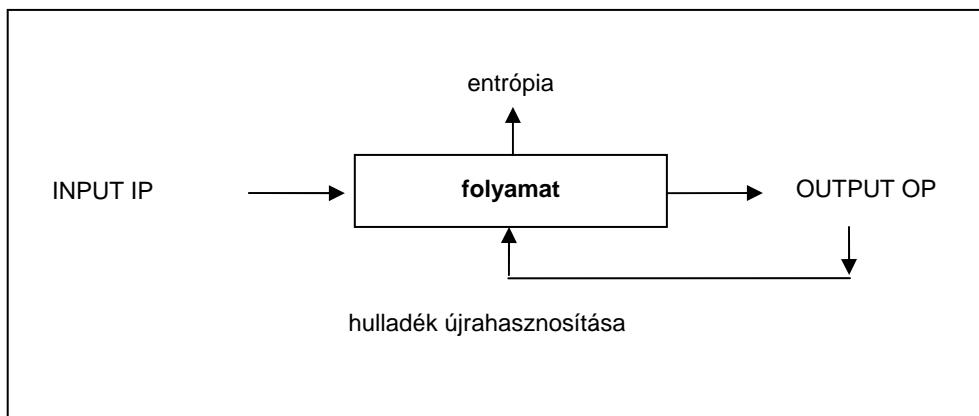 entrópia
INPUT IP
folyamat
OUTPUT OP
hulladék újrahasznosítása